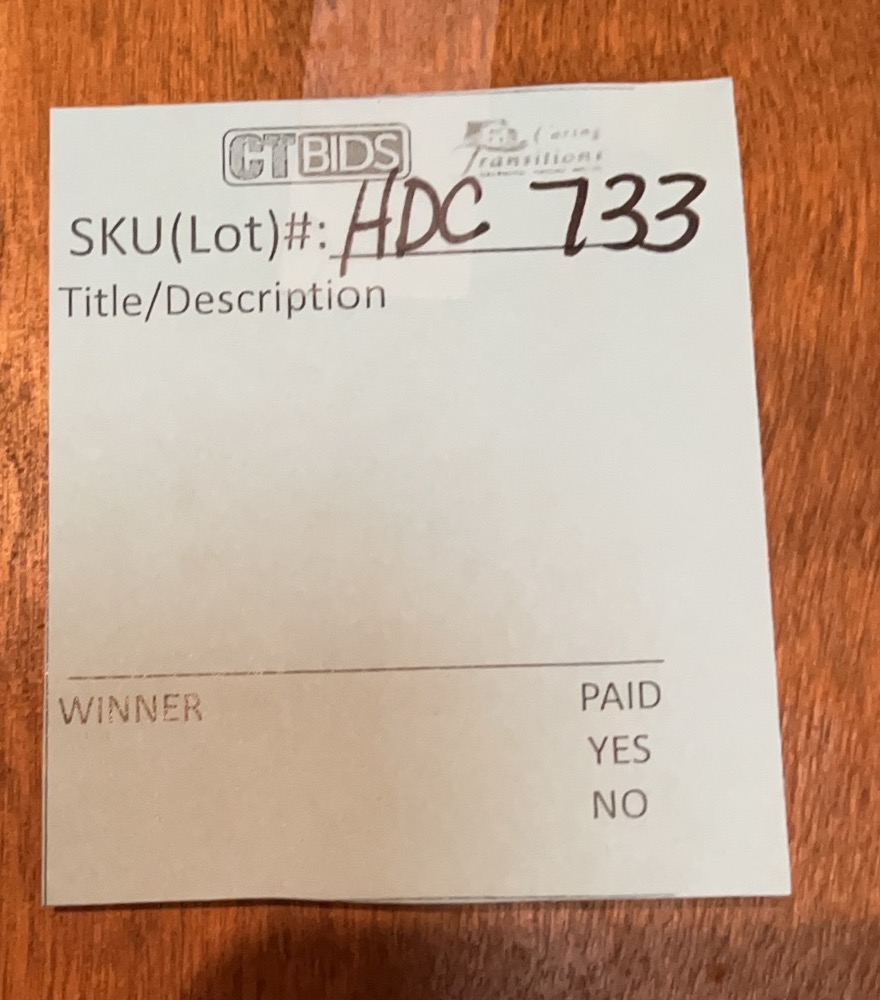 CTBIDS
Caring
Transitions
SKU(Lot)#: HDC 733
Title/Description
WINNER
PAID
YES
NO